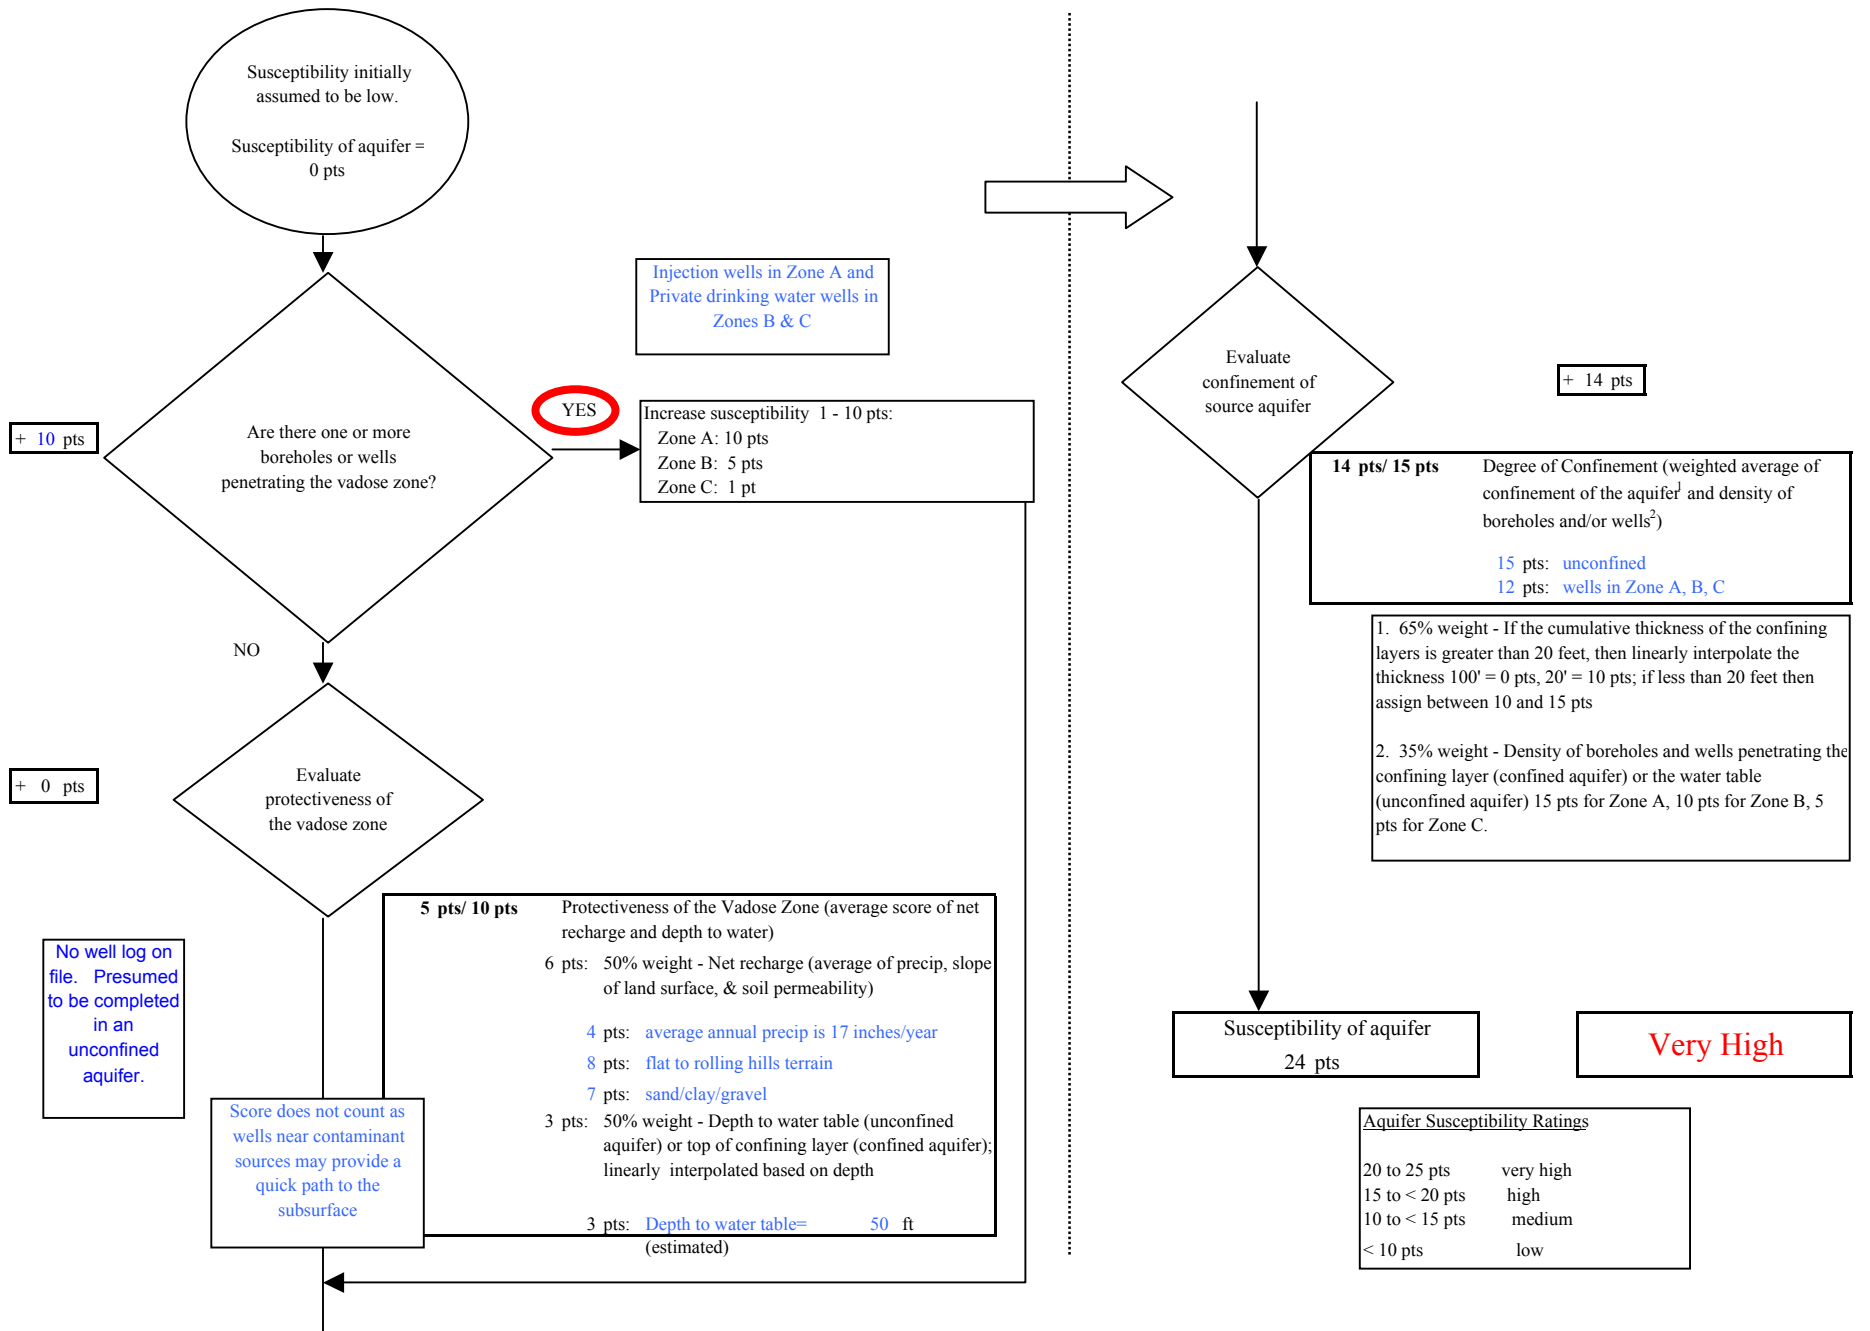 Susceptibility initially
assumed to be low.
Susceptibility of aquifer =
0 pts
Injection wells in Zone A and
Private drinking water wells in
Zones B & C
YES
+ 10 pts
Are there one or more
boreholes or wells
penetrating the vadose zone?
Increase susceptibility 1 - 10 pts:
Zone A: 10 pts
Zone B: 5 pts
Zone C: 1 pt
NO
+ 0 pts
Evaluate
protectiveness of
the vadose zone
No well log on
file. Presumed
to be completed
in an
unconfined
aquifer.
5 pts/ 10 pts Protectiveness of the Vadose Zone (average score of net
recharge and depth to water)
6 pts: 50% weight - Net recharge (average of precip, slope
of land surface, & soil permeability)
4 pts: average annual precip is 17 inches/year
8 pts: flat to rolling hills terrain
7 pts: sand/clay/gravel
3 pts: 50% weight - Depth to water table (unconfined
aquifer) or top of confining layer (confined aquifer);
linearly interpolated based on depth
3 pts: Depth to water table= 50 ft
(estimated)
Score does not count as
wells near contaminant
sources may provide a
quick path to the
subsurface
Evaluate
confinement of
source aquifer
+ 14 pts
14 pts/ 15 pts Degree of Confinement (weighted average of
confinement of the aquifer1 and density of
boreholes and/or wells2)
15 pts: unconfined
12 pts: wells in Zone A, B, C
1. 65% weight - If the cumulative thickness of the confining
layers is greater than 20 feet, then linearly interpolate the
thickness 100' = 0 pts, 20' = 10 pts; if less than 20 feet then
assign between 10 and 15 pts
2. 35% weight - Density of boreholes and wells penetrating the
confining layer (confined aquifer) or the water table
(unconfined aquifer) 15 pts for Zone A, 10 pts for Zone B, 5
pts for Zone C.
Susceptibility of aquifer
24 pts
Very High
Aquifer Susceptibility Ratings
20 to 25 pts very high
15 to < 20 pts high
10 to < 15 pts medium
< 10 pts low